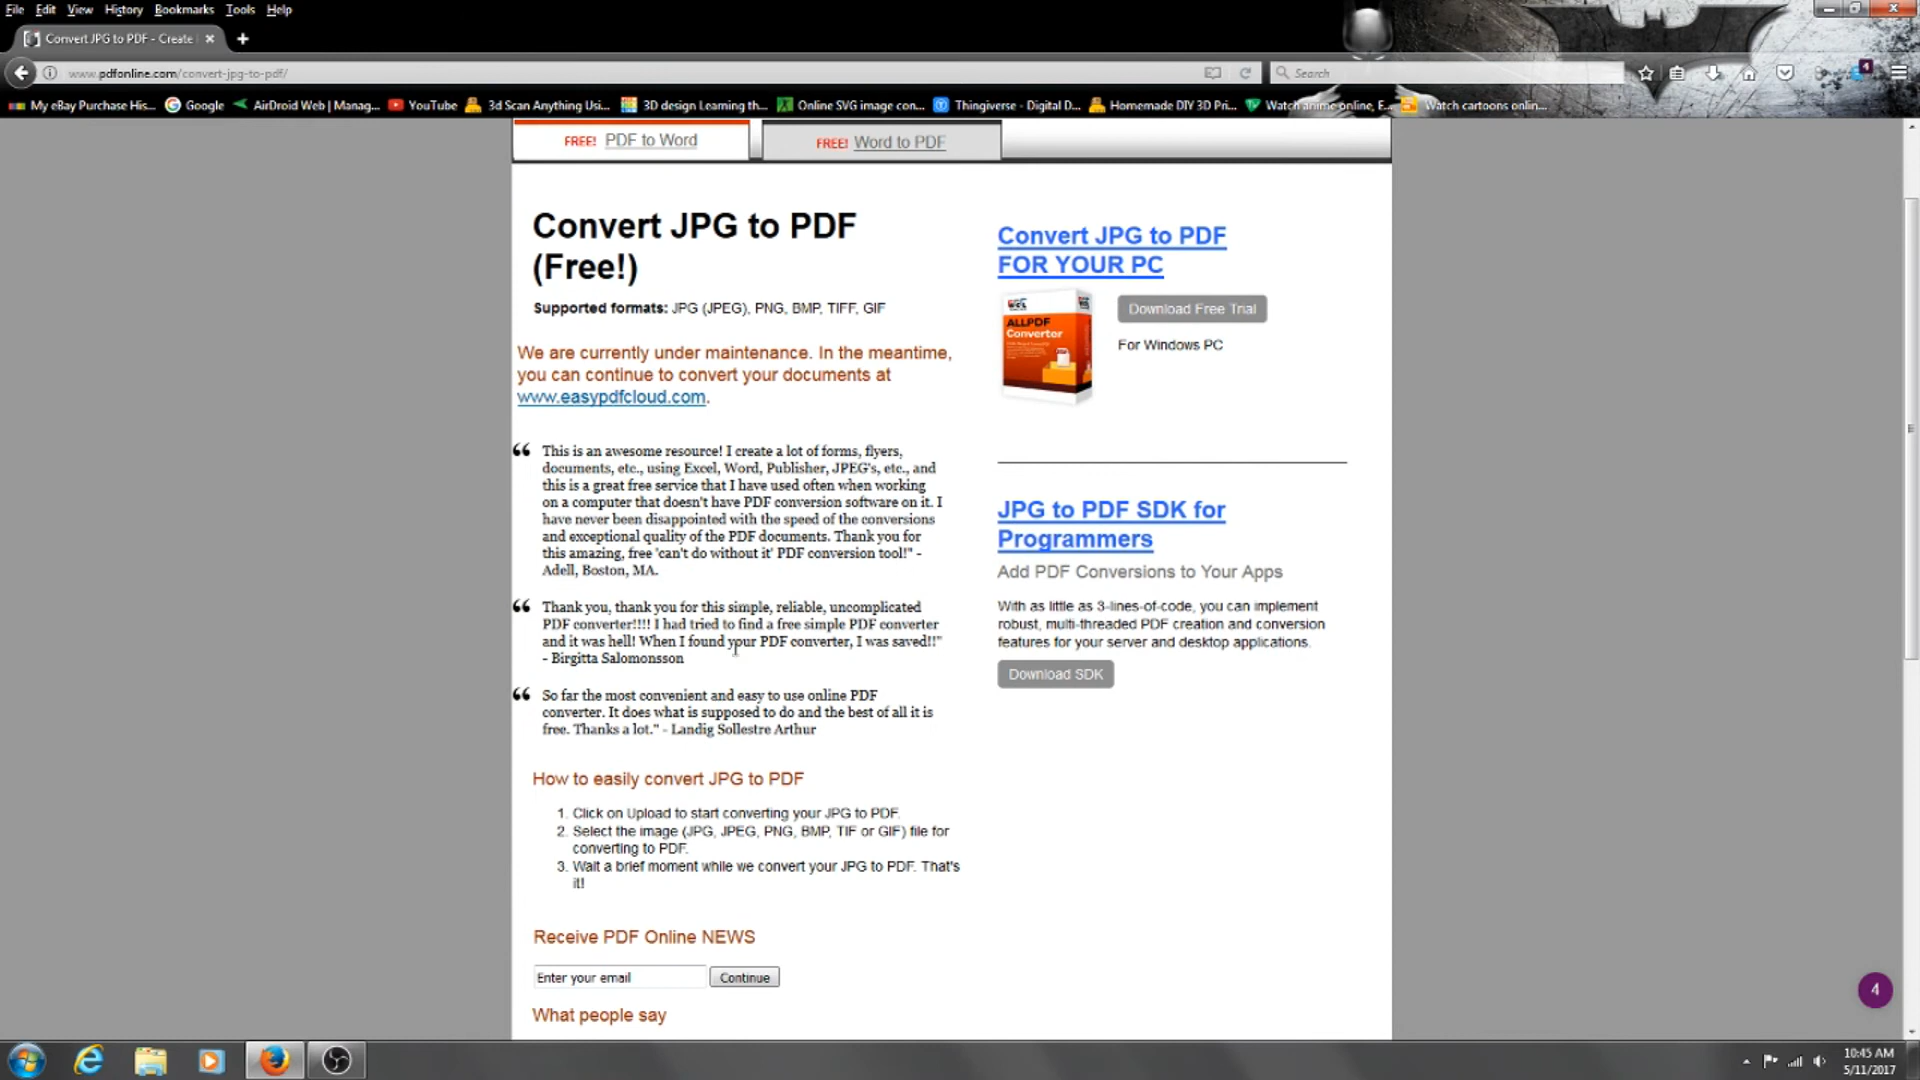 File Edit View History Bookmarks Tools Help
Convert JPG to PDF - Create
www.pdfonline.com/convert-jpg-to-pdf/
Search
4
My eBay Purchase His... Google AirDroid Web | Manag... YouTube 3d Scan Anything Usi... 3D design Learning th... Online SVG image con... Thingiverse - Digital D... Homemade DIY 3D Pri... Watch anime online, E... Watch cartoons onlin...
FREE! PDF to Word FREE! Word to PDF
Convert JPG to PDF
(Free!)
Supported formats: JPG (JPEG), PNG, BMP, TIFF, GIF
We are currently under maintenance. In the meantime,
you can continue to convert your documents at
www.easypdfcloud.com.
“ This is an awesome resource! I create a lot of forms, flyers,
documents, etc., using Excel, Word, Publisher, JPEG's, etc., and
this is a great free service that I have used often when working
on a computer that doesn't have PDF conversion software on it. I
have never been disappointed with the speed of the conversions
and exceptional quality of the PDF documents. Thank you for
this amazing, free 'can't do without it' PDF conversion tool!" -
Adell, Boston, MA.
“ Thank you, thank you for this simple, reliable, uncomplicated
PDF converter!!!! I had tried to find a free simple PDF converter
and it was hell! When I found your PDF converter, I was saved!!"
- Birgitta Salomonsson
“ So far the most convenient and easy to use online PDF
converter. It does what is supposed to do and the best of all it is
free. Thanks a lot." - Landig Sollestre Arthur
How to easily convert JPG to PDF
1. Click on Upload to start converting your JPG to PDF.
2. Select the image (JPG, JPEG, PNG, BMP, TIF or GIF) file for
converting to PDF.
3. Wait a brief moment while we convert your JPG to PDF. That's
it!
Receive PDF Online NEWS
Enter your email Continue
What people say
Convert JPG to PDF
FOR YOUR PC
ALLPDF
Converter
Download Free Trial
For Windows PC
JPG to PDF SDK for
Programmers
Add PDF Conversions to Your Apps
With as little as 3-lines-of-code, you can implement
robust, multi-threaded PDF creation and conversion
features for your server and desktop applications.
Download SDK
4
10:45 AM
5/11/2017